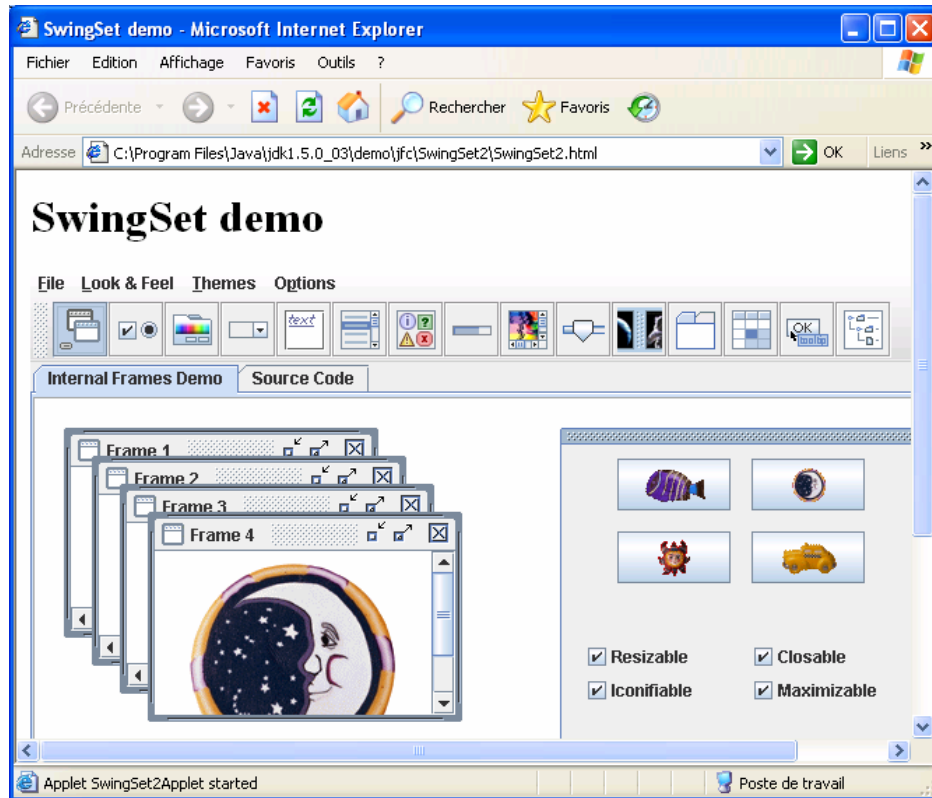 SwingSet demo - Microsoft Internet Explorer
Fichier Edition Affichage Favoris Outils ?
Précédente Rechercher Favoris
Adresse C:\Program Files\Java\jdk1.5.0_03\demo\jfc\SwingSet2\SwingSet2.html OK Liens »
SwingSet demo
File Look & Feel Themes Options
text
OK
tooltip
Internal Frames Demo Source Code
Frame 1
Frame 2
Frame 3
Frame 4
Resizable Closable
Iconifiable Maximizable
Applet SwingSet2Applet started Poste de travail